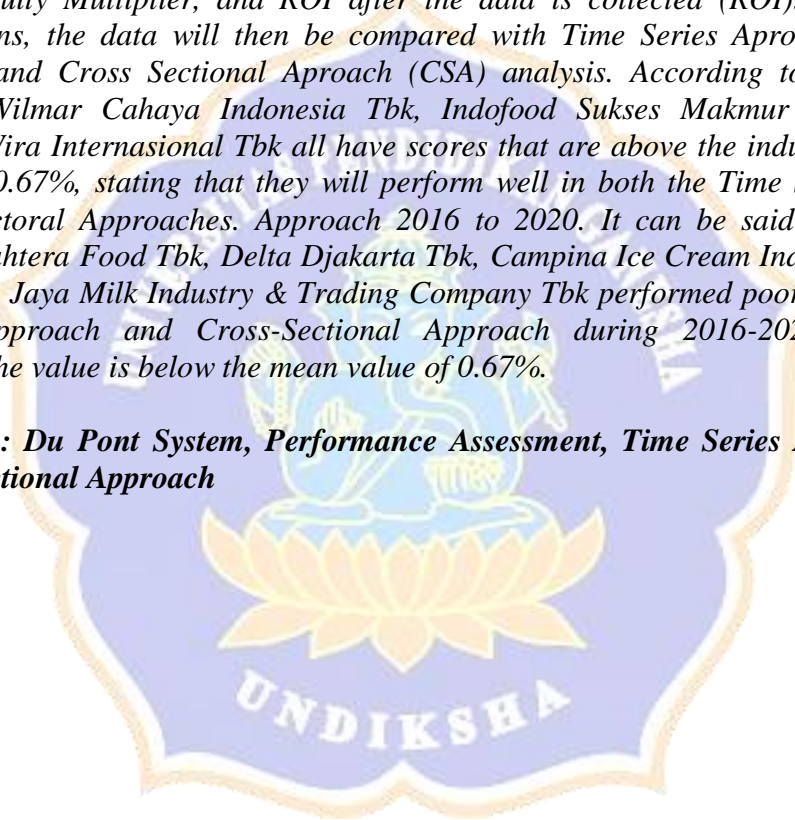 uity Multiplier, and ROI after the data is collected (ROI).
ns, the data will then be compared with Time Series Aproa
and Cross Sectional Aproach (CSA) analysis. According to
Wilmar Cahaya Indonesia Tbk, Indofood Sukses Makmur
Wira Internasional Tbk all have scores that are above the indu
0.67%, stating that they will perform well in both the Time
ctoral Approaches. Approach 2016 to 2020. It can be said
ahtera Food Tbk, Delta Djakarta Tbk, Campina Ice Cream Ind
Jaya Milk Industry & Trading Company Tbk performed poor
pproach and Cross-Sectional Approach during 2016-202
he value is below the mean value of 0.67%.
: Du Pont System, Performance Assessment, Time Series
ctional Approach
UNIVERSITAS PENDIDIKAN GANESHA
UNDIKSHA